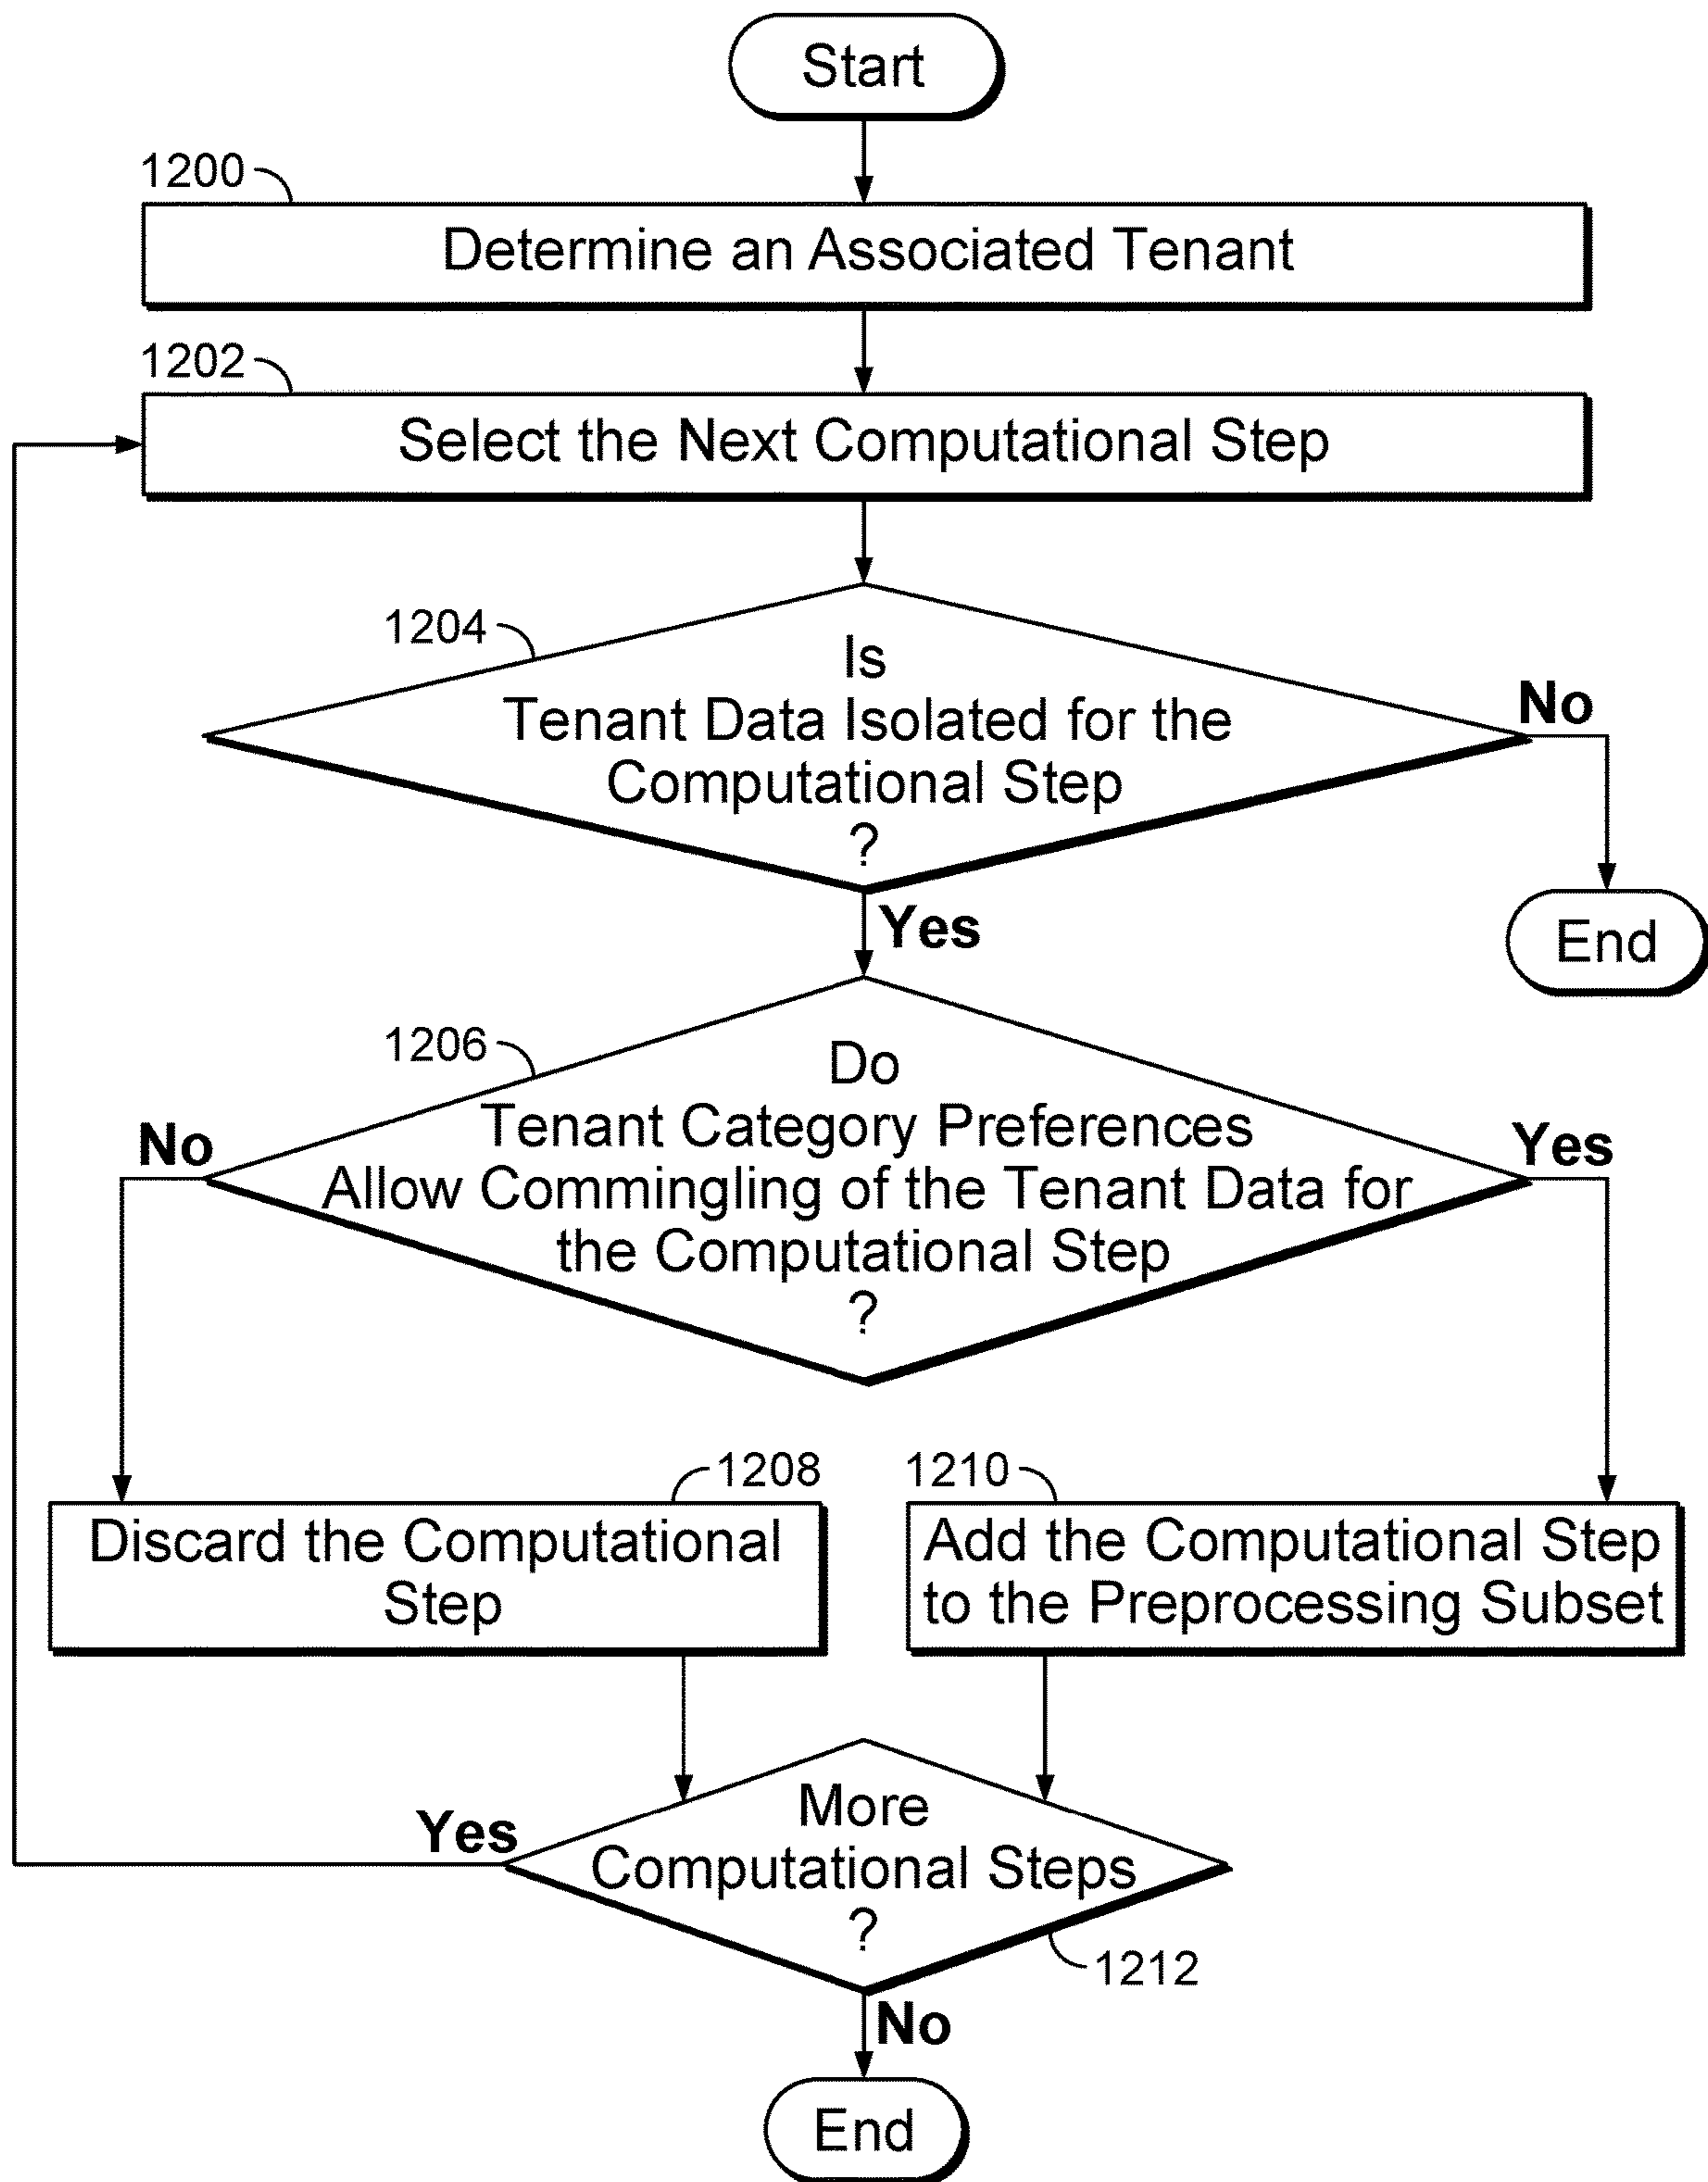 Start
1200
Determine an Associated Tenant
1202
Select the Next Computational Step
1204
Is
Tenant Data Isolated for the
Computational Step
?
No
Yes
End
1206
Do
Tenant Category Preferences
Allow Commingling of the Tenant Data for
the Computational Step
?
No
Yes
1208
Discard the Computational
Step
1210
Add the Computational Step
to the Preprocessing Subset
More
Computational Steps
?
Yes
1212
No
End